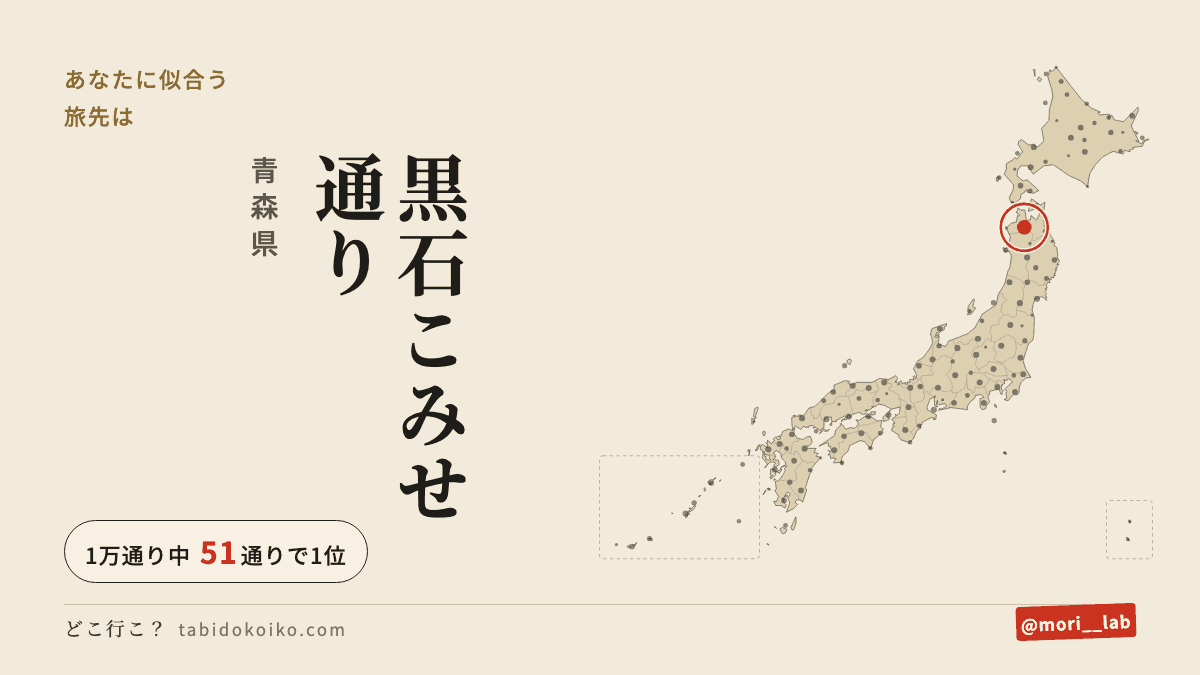 あなたに似合う
旅先は
黒石こみせ
通り
青森県
1万通り中 51通りで1位
どこ行こ？ tabidokoiko.com
@mori__lab